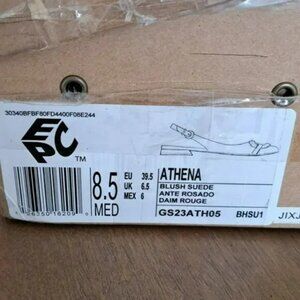 30340BFBF80FD4400F08E244
EPC
TM
8.5
MED
EU 39.5
UK 6.5
MEX 6
ATHENA
BLUSH SUEDE
ANTE ROSADO
DAIM ROUGE
GS23ATH05 BHSU1
JIXJ